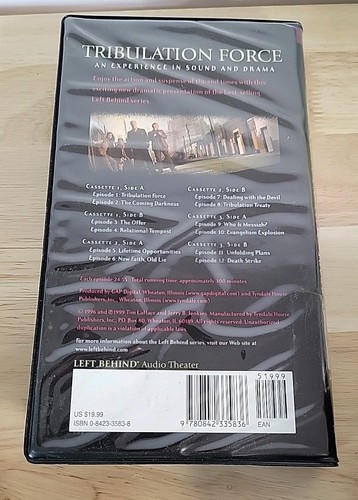 TRIBULATION FORCE
AN EXPERIENCE IN SOUND AND DRAMA
Enjoy the action and suspense of the end times with this
exciting new dramatic presentation of the best-selling
Left Behind series.
CASSETTE 1, SIDE A
Episode 1: Tribulation Force
Episode 2: The Coming Darkness
CASSETTE 1, SIDE B
Episode 3: The Offer
Episode 4: Relational Tempest
CASSETTE 2, SIDE A
Episode 5: Lifetime Opportunities
Episode 6: New Faith, Old Lie
CASSETTE 2, SIDE B
Episode 7: Dealing with the Devil
Episode 8: Tribulation Treaty
CASSETTE 3, SIDE A
Episode 9: Who Is Messiah?
Episode 10: Evangelism Explosion
CASSETTE 3, SIDE B
Episode 11: Unfolding Plans
Episode 12: Death Strike
Each episode 24:55. Total running time: approximately 300 minutes
Produced by GAP Digital, Wheaton, Illinois (www.gapdigital.com) and Tyndale House
Publishers, Inc., Wheaton, Illinois (www.tyndale.com)
© 1996 and ©1999 Tim LaHaye and Jerry B. Jenkins. Manufactured by Tyndale House
Publishers, Inc., PO Box 80, Wheaton, IL 60189. All rights reserved. Unauthorized
duplication is a violation of applicable laws.
For more information about the Left Behind series, visit our Web site at
www.leftbehind.com
LEFT BEHIND® Audio Theater
51999
US $19.99
ISBN 0-8423-3583-8
9 780842 335836
EAN